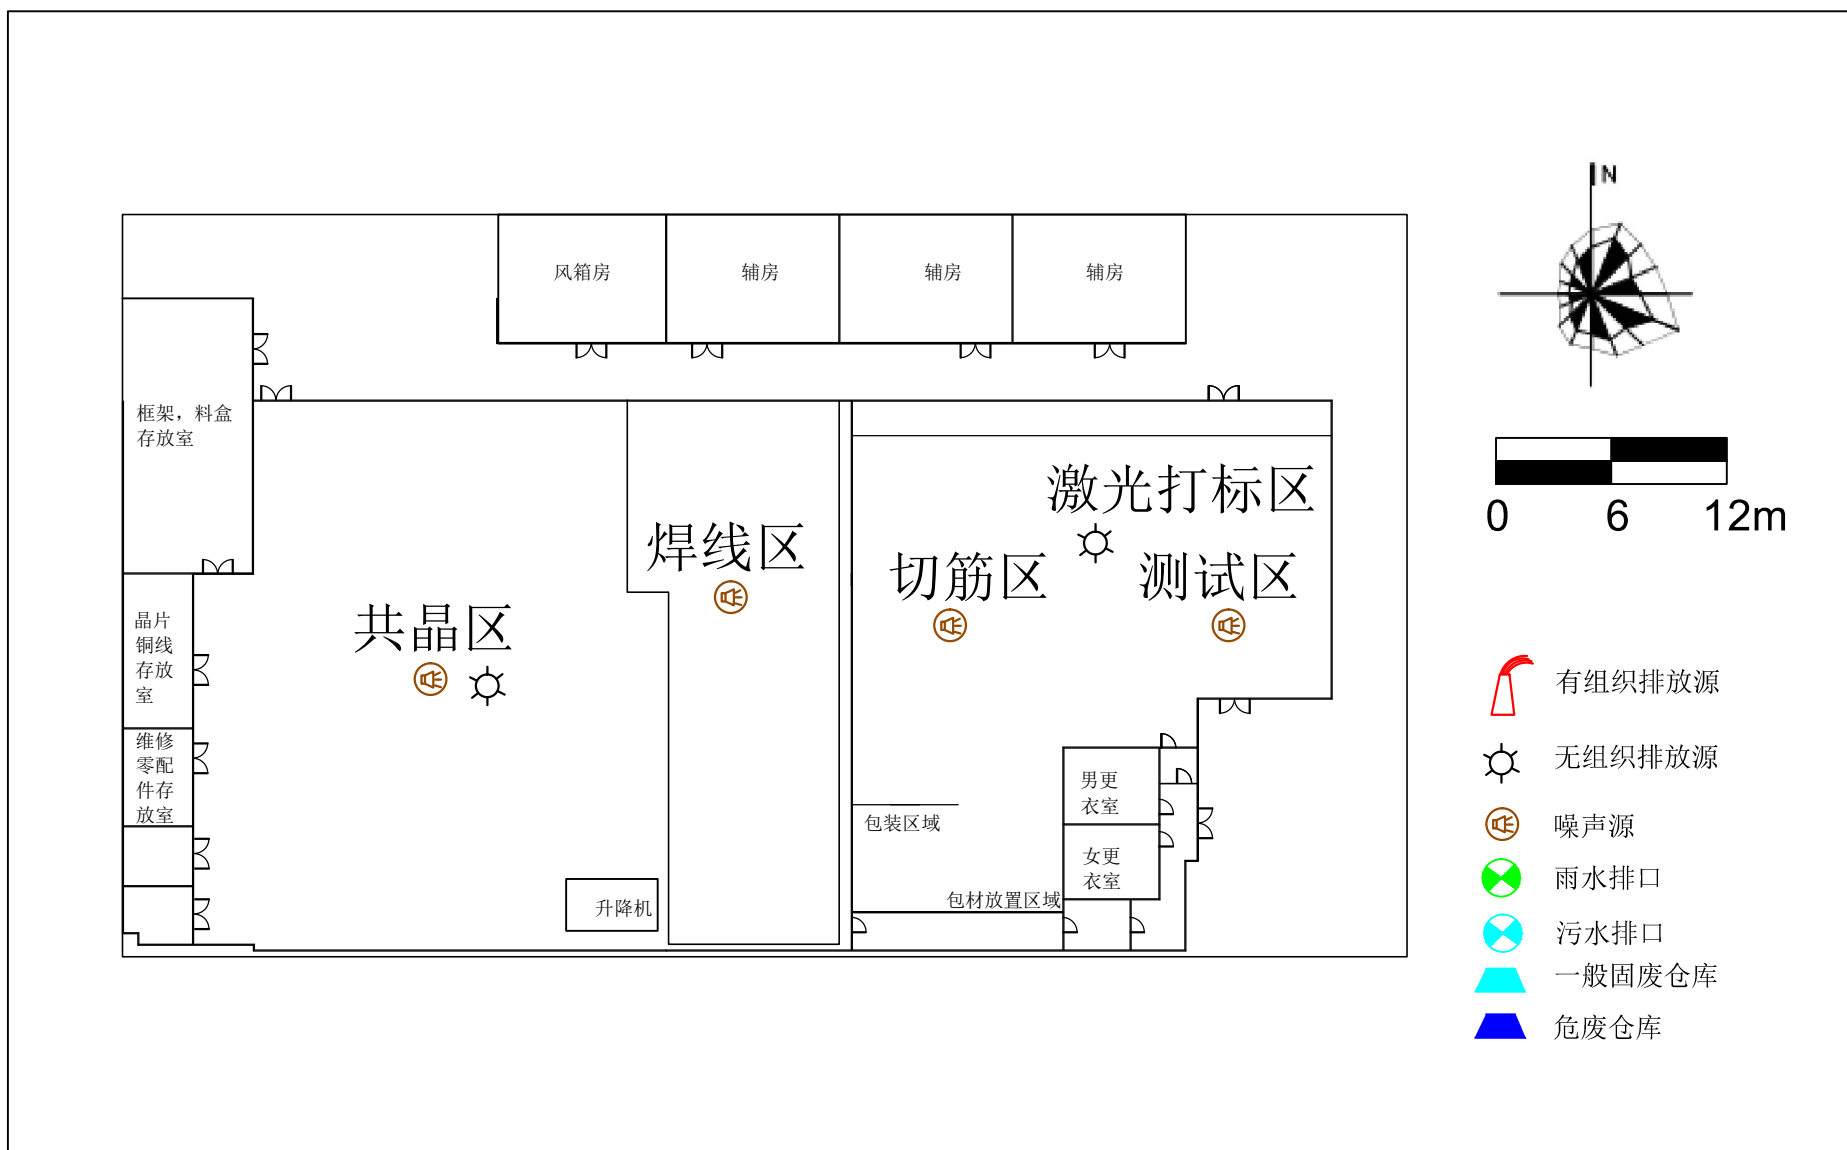 N
风箱房
辅房
辅房
辅房
框架，料盒
存放室
激光打标区
焊线区
切筋区
测试区
共晶区
晶片
铜线
存放
室
维修
零配
件存
放室
男更
衣室
包装区域
女更
衣室
包材放置区域
升降机
0
6
12m
有组织排放源
无组织排放源
噪声源
雨水排口
污水排口
一般固废仓库
危废仓库